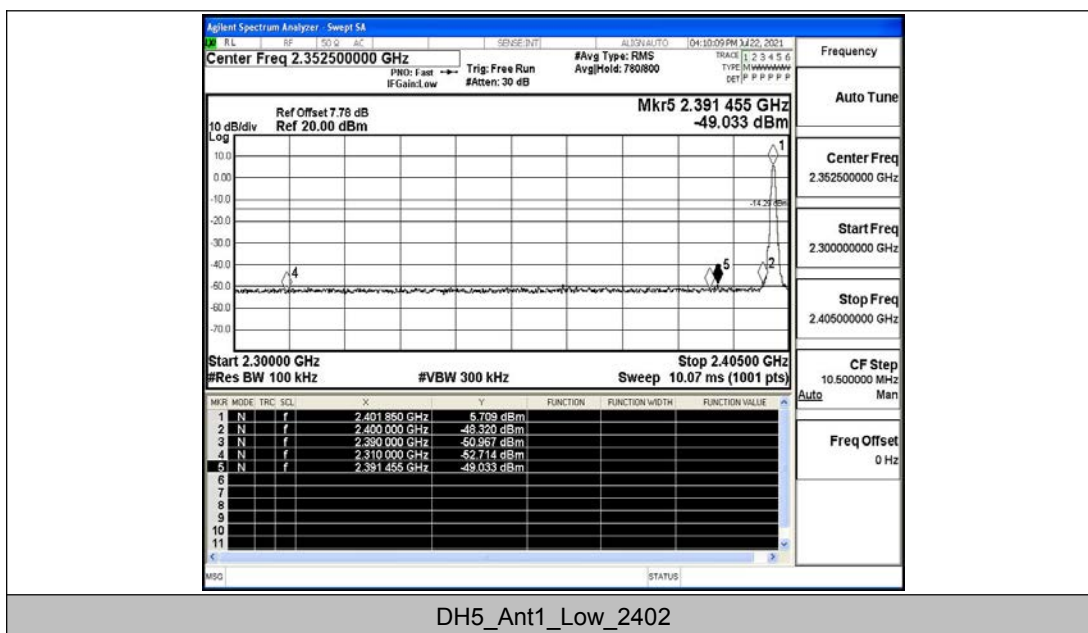 Agilent Spectrum Analyzer - Swept SA
RL RF 50 Ω AC SENSE:INT ALIGN AUTO 04:10:09 PM Jul 22, 2021
Center Freq 2.352500000 GHz
PNO: Fast
IFGain:Low
Trig: Free Run
#Atten: 30 dB
#Avg Type: RMS
Avg|Hold: 780/800
TRACE 1 2 3 4 5 6
TYPE MWWWWW
DET P P P P P P
Ref Offset 7.78 dB
10 dB/div Ref 20.00 dBm
Log
Mkr5 2.391 455 GHz
-49.033 dBm
10.0
0.00
-10.0
-20.0
-30.0
-40.0
-50.0
-60.0
-70.0
1
-14.29 dBm
4
5
2
Start 2.30000 GHz Stop 2.40500 GHz
#Res BW 100 kHz #VBW 300 kHz Sweep 10.07 ms (1001 pts)
MKR MODE TRC SCL X Y FUNCTION FUNCTION WIDTH FUNCTION VALUE
1 N f 2.401 850 GHz 5.709 dBm
2 N f 2.400 000 GHz -48.320 dBm
3 N f 2.390 000 GHz -50.967 dBm
4 N f 2.310 000 GHz -52.714 dBm
5 N f 2.391 455 GHz -49.033 dBm
6
7
8
9
10
11
MSG STATUS
Frequency
Auto Tune
Center Freq
2.352500000 GHz
Start Freq
2.300000000 GHz
Stop Freq
2.405000000 GHz
CF Step
10.500000 MHz
Auto Man
Freq Offset
0 Hz
DH5_Ant1_Low_2402